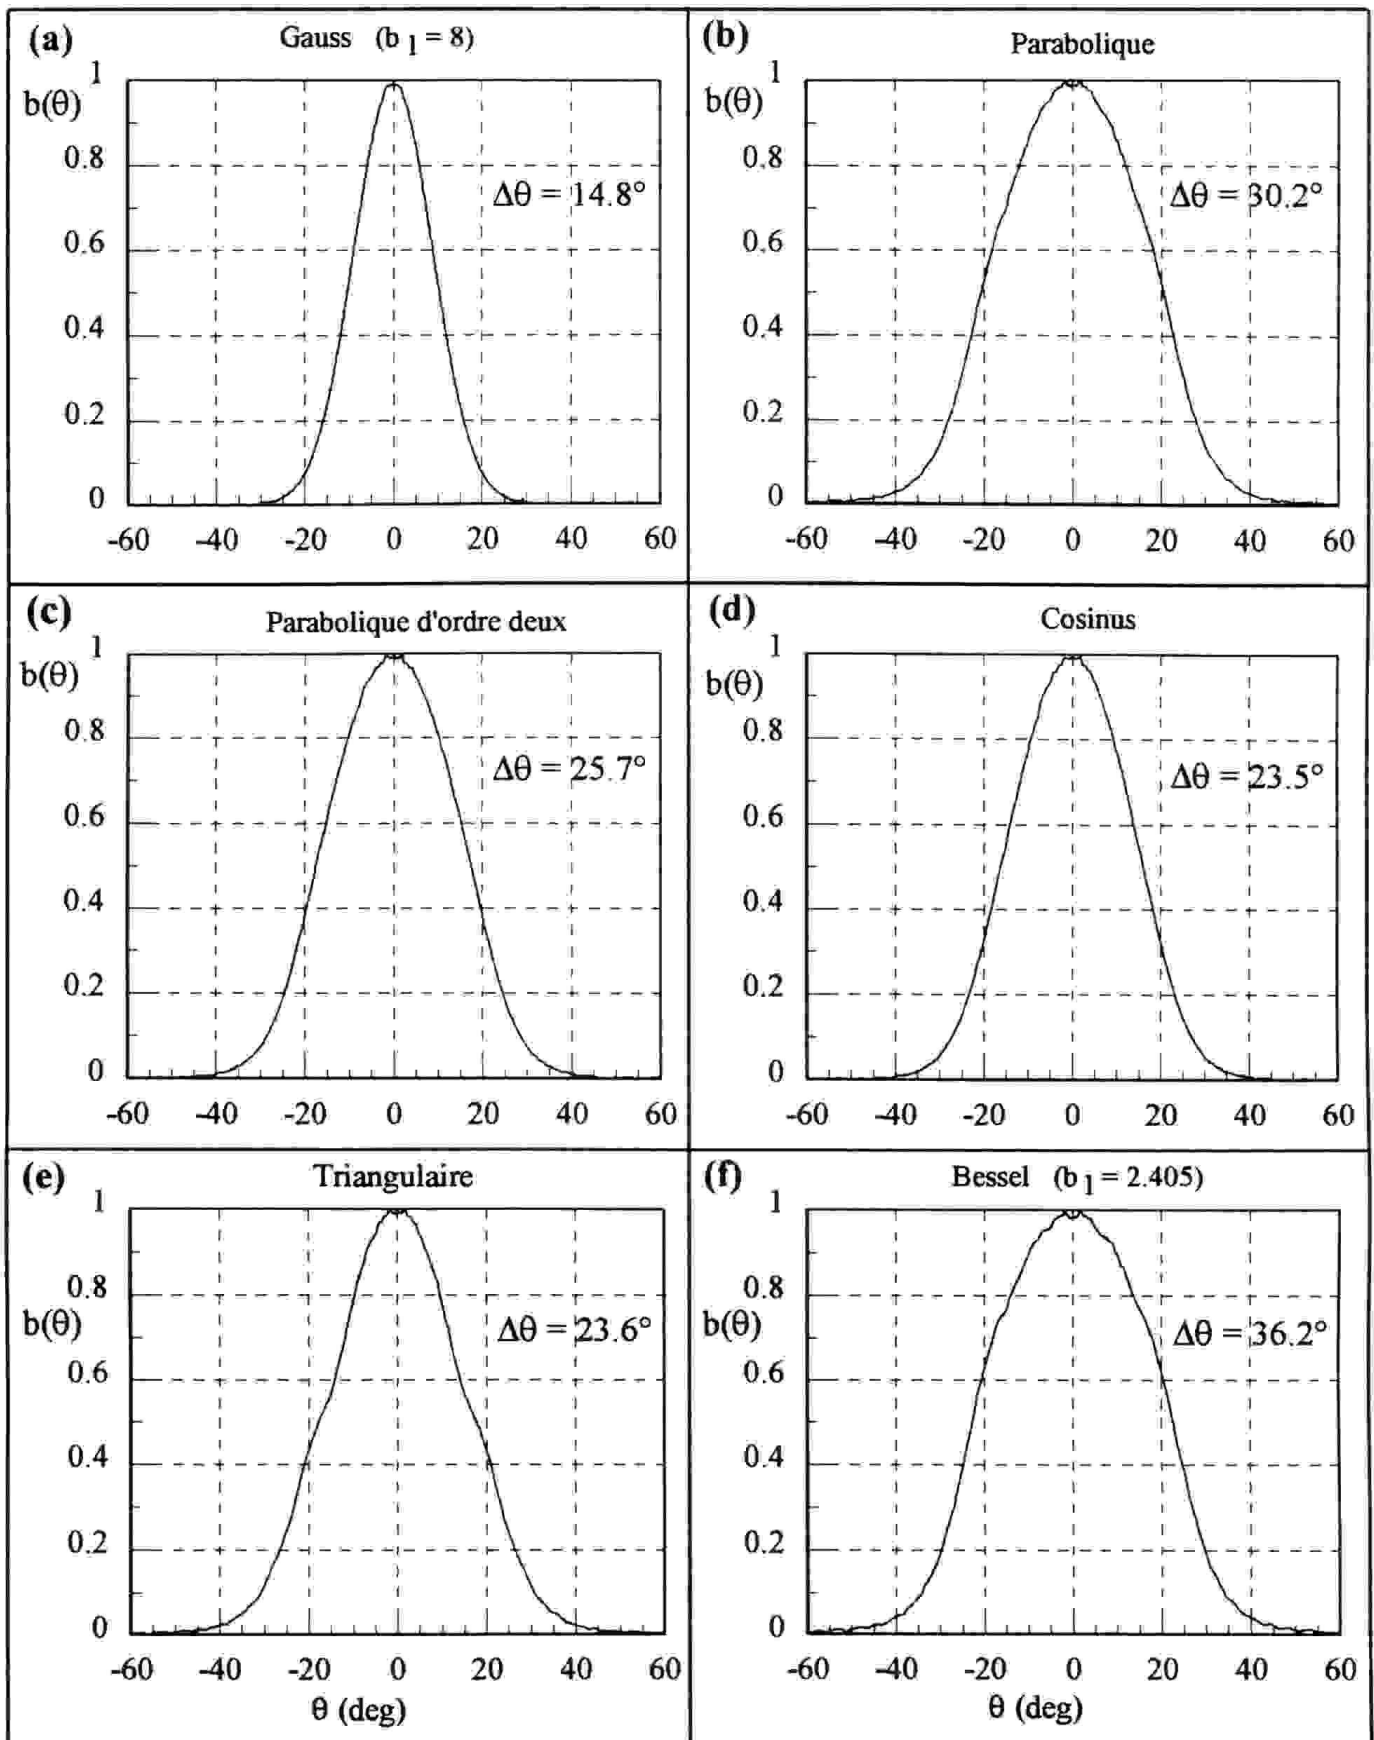 (a) Gauss (b 1 = 8)
1
b(θ)
0.8
Δθ = 14.8°
0.6
0.4
0.2
0
-60 -40 -20 0 20 40 60
(b) Parabolique
1
b(θ)
0.8
Δθ = 30.2°
0.6
0.4
0.2
0
-60 -40 -20 0 20 40 60
(c) Parabolique d'ordre deux
1
b(θ)
0.8
Δθ = 25.7°
0.6
0.4
0.2
0
-60 -40 -20 0 20 40 60
(d) Cosinus
1
b(θ)
0.8
Δθ = 23.5°
0.6
0.4
0.2
0
-60 -40 -20 0 20 40 60
(e) Triangulaire
1
0.8
b(θ)
Δθ = 23.6°
0.6
0.4
0.2
0
-60 -40 -20 0 20 40 60
θ (deg)
(f) Bessel (b 1 = 2.405)
1
0.8
b(θ)
Δθ = 36.2°
0.6
0.4
0.2
0
-60 -40 -20 0 20 40 60
θ (deg)